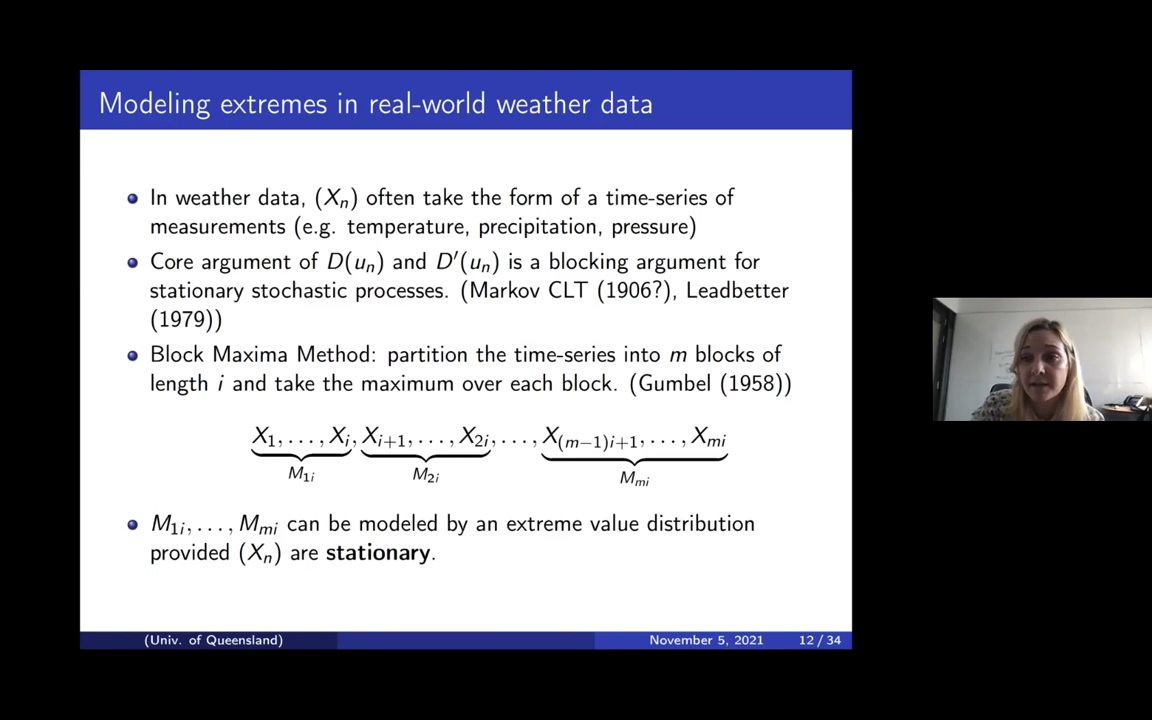 Modeling extremes in real-world weather data
In weather data, (Xₙ) often take the form of a time-series of
measurements (e.g. temperature, precipitation, pressure)
Core argument of D(uₙ) and D′(uₙ) is a blocking argument for
stationary stochastic processes. (Markov CLT (1906?), Leadbetter
(1979))
Block Maxima Method: partition the time-series into m blocks of
length i and take the maximum over each block. (Gumbel (1958))
X₁, . . . , Xᵢ, Xᵢ₊₁, . . . , X₂ᵢ, . . . , X₍ₘ₋₁₎ᵢ₊₁, . . . , Xₘᵢ
M₁ᵢ M₂ᵢ Mₘᵢ
M₁ᵢ, . . . , Mₘᵢ can be modeled by an extreme value distribution
provided (Xₙ) are stationary.
(Univ. of Queensland) November 5, 2021 12 / 34